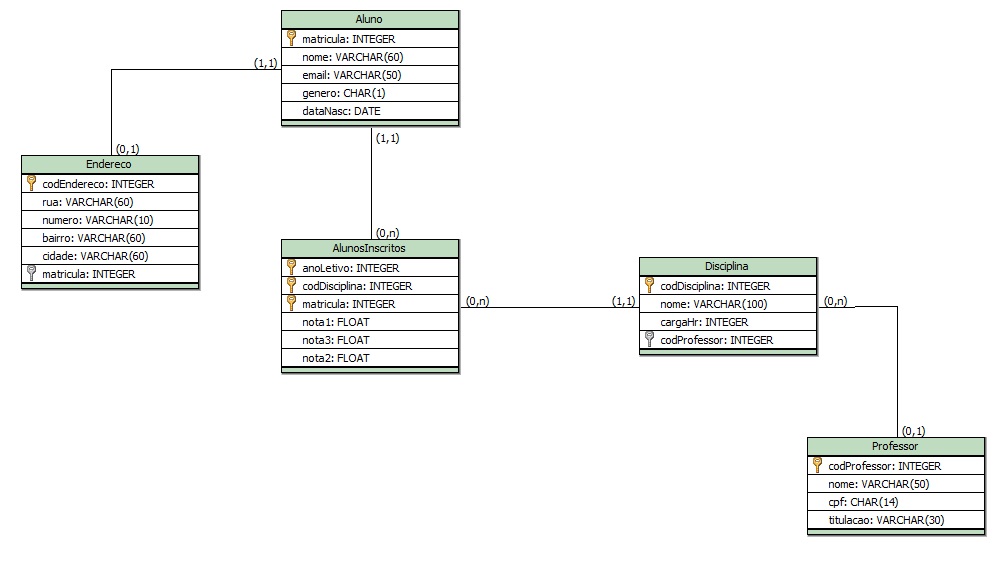 Aluno
matricula: INTEGER
nome: VARCHAR(60)
email: VARCHAR(50)
genero: CHAR(1)
dataNasc: DATE
(1,1)
(1,1)
(0,1)
Endereco
codEndereco: INTEGER
rua: VARCHAR(60)
numero: VARCHAR(10)
bairro: VARCHAR(60)
cidade: VARCHAR(60)
matricula: INTEGER
(0,n)
AlunosInscritos
anoLetivo: INTEGER
codDisciplina: INTEGER
matricula: INTEGER
nota1: FLOAT
nota3: FLOAT
nota2: FLOAT
(0,n)
(1,1)
Disciplina
codDisciplina: INTEGER
nome: VARCHAR(100)
cargaHr: INTEGER
codProfessor: INTEGER
(0,n)
(0,1)
Professor
codProfessor: INTEGER
nome: VARCHAR(50)
cpf: CHAR(14)
titulacao: VARCHAR(30)